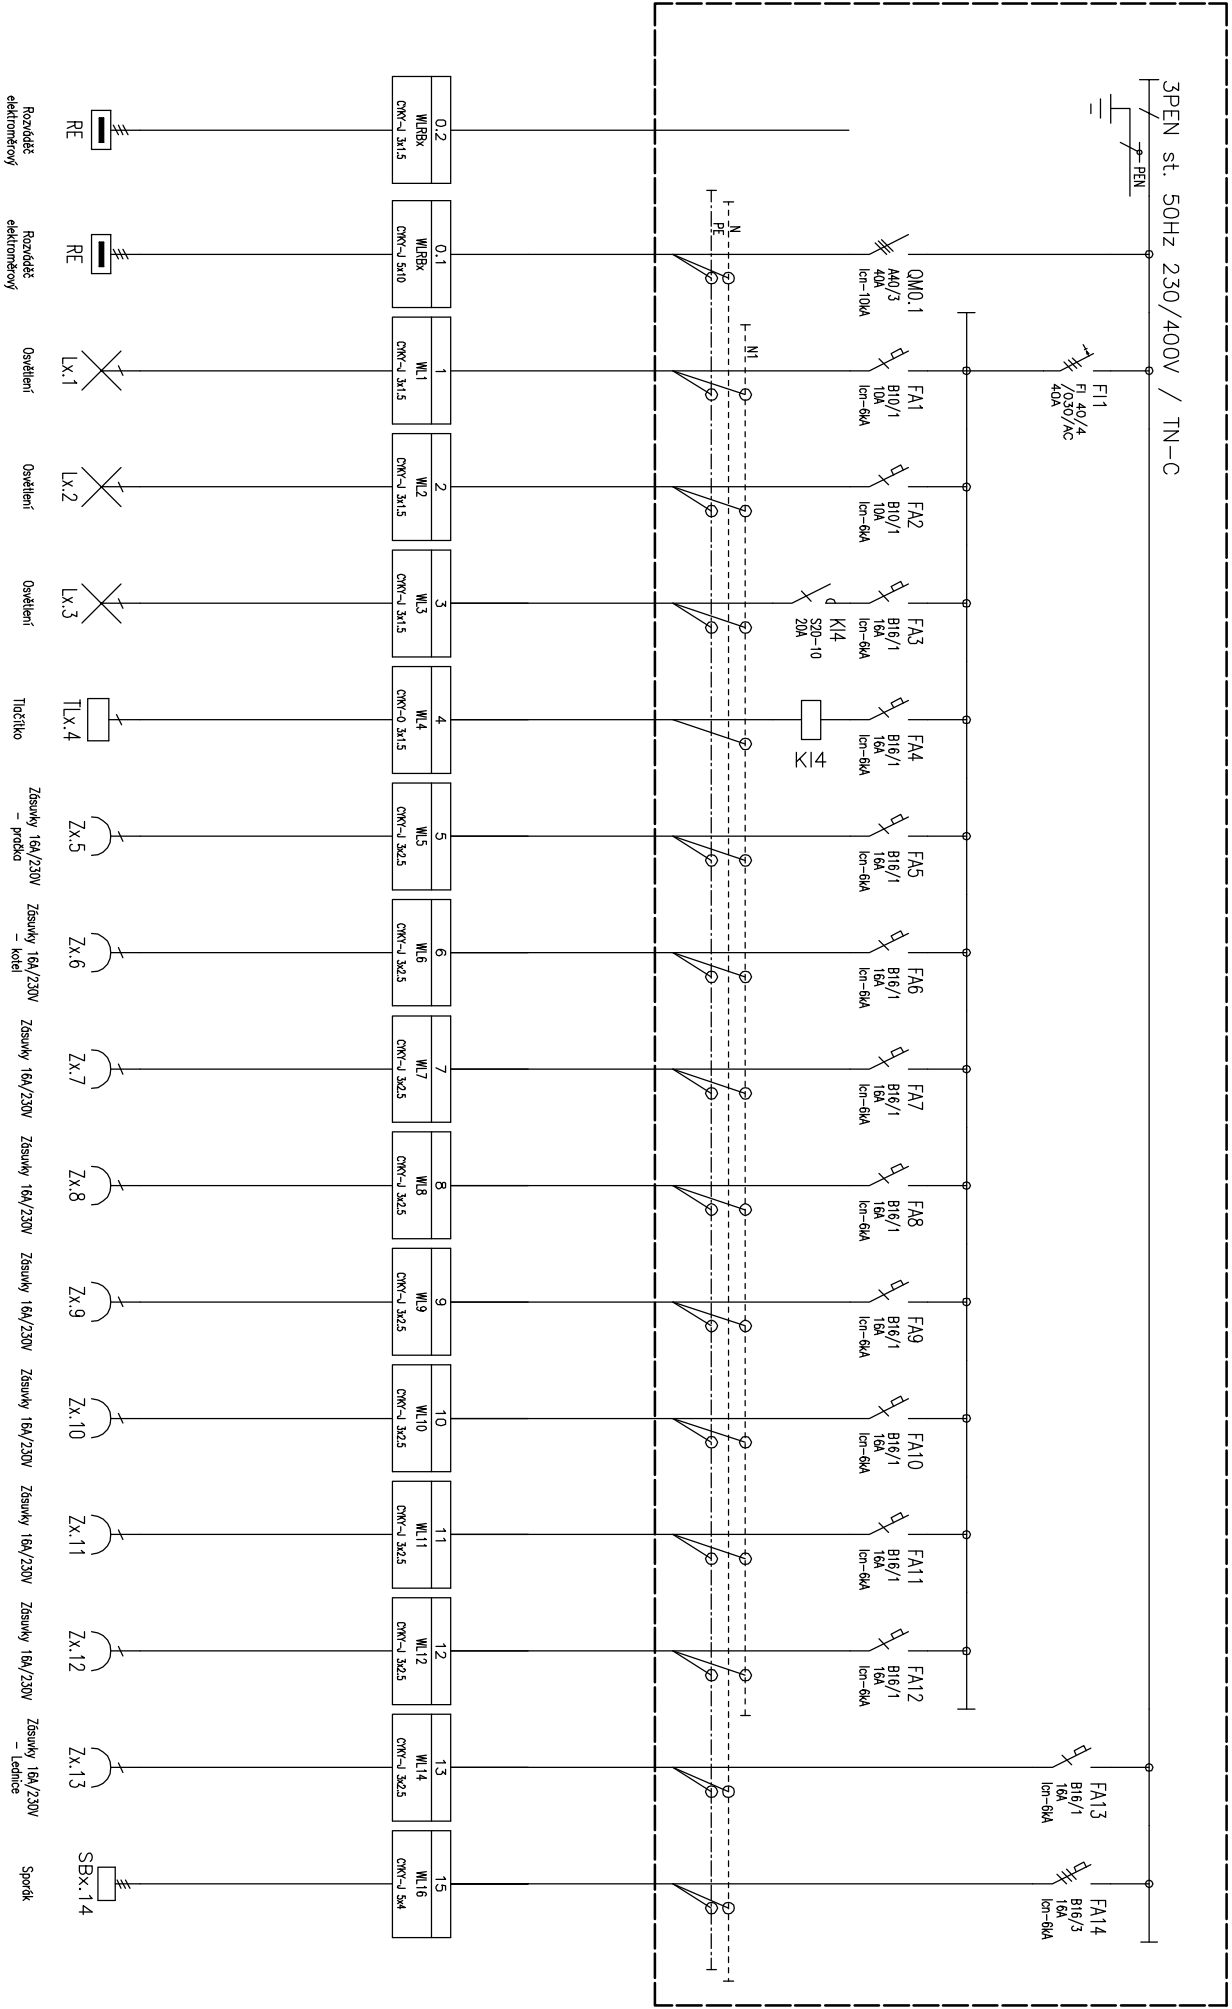 3PEN st. 50Hz 230/400V / TN-C
PEN
FI1
FI 40/4
/030/AC
40A
QM0.1
A40/3
40A
Icn-10kA
FA1
B10/1
10A
Icn-6kA
FA2
B10/1
10A
Icn-6kA
FA3
B16/1
16A
Icn-6kA
KI4
S20-10
20A
FA4
B16/1
16A
Icn-6kA
KI4
FA5
B16/1
16A
Icn-6kA
FA6
B16/1
16A
Icn-6kA
FA7
B16/1
16A
Icn-6kA
FA8
B16/1
16A
Icn-6kA
FA9
B16/1
16A
Icn-6kA
FA10
B16/1
16A
Icn-6kA
FA11
B16/1
16A
Icn-6kA
FA12
B16/1
16A
Icn-6kA
FA13
B16/1
16A
Icn-6kA
FA14
B16/3
16A
Icn-6kA
N1
N
PE
0.2
WLRBx
CYKY-J 3x1.5
0.1
WLRBx
CYKY-J 5x10
1
WL1
CYKY-J 3x1.5
2
WL2
CYKY-J 3x1.5
3
WL3
CYKY-J 3x1.5
4
WL4
CYKY-O 3x1.5
5
WL5
CYKY-J 3x2.5
6
WL6
CYKY-J 3x2.5
7
WL7
CYKY-J 3x2.5
8
WL8
CYKY-J 3x2.5
9
WL9
CYKY-J 3x2.5
10
WL10
CYKY-J 3x2.5
11
WL11
CYKY-J 3x2.5
12
WL12
CYKY-J 3x2.5
13
WL14
CYKY-J 3x2.5
15
WL16
CYKY-J 5x4
RE
Rozváděč
elektroměrový
RE
Rozváděč
elektroměrový
Lx.1
Osvětlení
Lx.2
Osvětlení
Lx.3
Osvětlení
TLx.4
Tlačítko
Zx.5
Zásuvky 16A/230V
- pračka
Zx.6
Zásuvky 16A/230V
- kotel
Zx.7
Zásuvky 16A/230V
Zx.8
Zásuvky 16A/230V
Zx.9
Zásuvky 16A/230V
Zx.10
Zásuvky 16A/230V
Zx.11
Zásuvky 16A/230V
Zx.12
Zásuvky 16A/230V
Zx.13
Zásuvky 16A/230V
- Lednice
SBx.14
Sporák